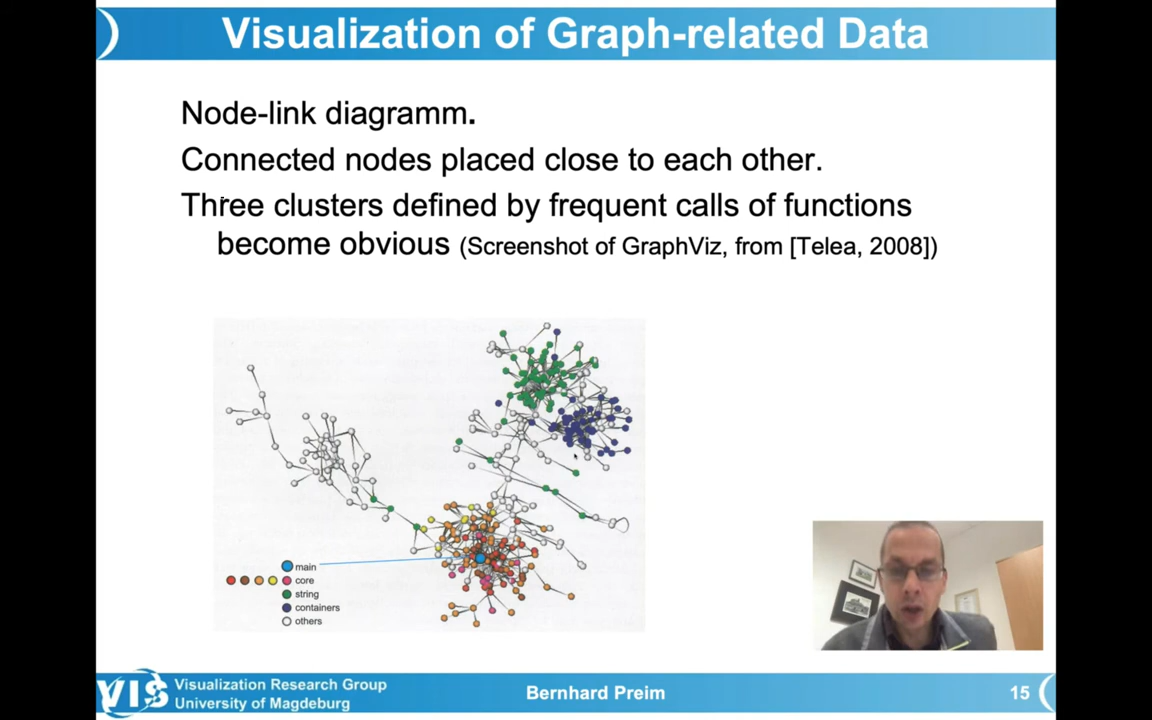 Visualization of Graph-related Data
Node-link diagramm.
Connected nodes placed close to each other.
Three clusters defined by frequent calls of functions
become obvious (Screenshot of GraphViz, from [Telea, 2008])
main
core
string
containers
others
VIS
Visualization Research Group
University of Magdeburg
Bernhard Preim
15